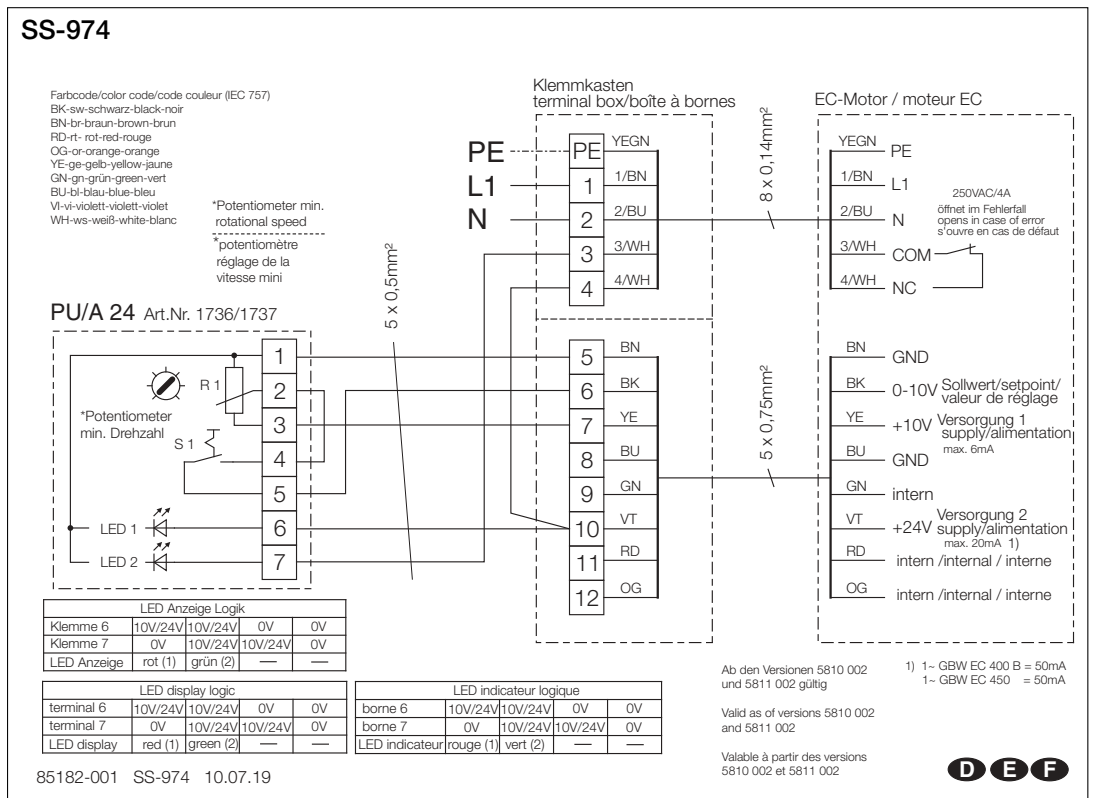 SS-974
Farbcode/color code/code couleur (IEC 757)
BK-sw-schwarz-black-noir
BN-br-braun-brown-brun
RD-rt- rot-red-rouge
OG-or-orange-orange
YE-ge-gelb-yellow-jaune
GN-gn-grün-green-vert
BU-bl-blau-blue-bleu
VI-vi-violett-violett-violet
WH-ws-weiß-white-blanc
*Potentiometer min.
rotational speed
*potentiomètre
réglage de la
vitesse mini
PU/A 24 Art.Nr. 1736/1737
*Potentiometer
min. Drehzahl
R 1
S 1
LED 1
LED 2
1
2
3
4
5
6
7
5 x 0,5mm²
Klemmkasten
terminal box/boîte à bornes
PE
L1
N
PE YEGN
1 1/BN
2 2/BU
3 3/WH
4 4/WH
5 BN
6 BK
7 YE
8 BU
9 GN
10 VT
11 RD
12 OG
8 x 0,14mm²
5 x 0,75mm²
EC-Motor / moteur EC
YEGN PE
1/BN L1
2/BU N
3/WH COM
4/WH NC
250VAC/4A
öffnet im Fehlerfall
opens in case of error
s'ouvre en cas de défaut
BN GND
BK 0-10V Sollwert/setpoint/
valeur de réglage
YE +10V Versorgung 1
supply/alimentation
max. 6mA
BU GND
GN intern
VT +24V Versorgung 2
supply/alimentation
max. 20mA 1)
RD intern /internal / interne
OG intern /internal / interne
LED Anzeige Logik
Klemme 6 10V/24V 10V/24V 0V 0V
Klemme 7 0V 10V/24V 10V/24V 0V
LED Anzeige rot (1) grün (2) — —
LED display logic
terminal 6 10V/24V 10V/24V 0V 0V
terminal 7 0V 10V/24V 10V/24V 0V
LED display red (1) green (2) — —
LED indicateur logique
borne 6 10V/24V 10V/24V 0V 0V
borne 7 0V 10V/24V 10V/24V 0V
LED indicateur rouge (1) vert (2) — —
Ab den Versionen 5810 002
und 5811 002 gültig
Valid as of versions 5810 002
and 5811 002
Valable à partir des versions
5810 002 et 5811 002
1) 1~ GBW EC 400 B = 50mA
1~ GBW EC 450 = 50mA
85182-001 SS-974 10.07.19
D E F